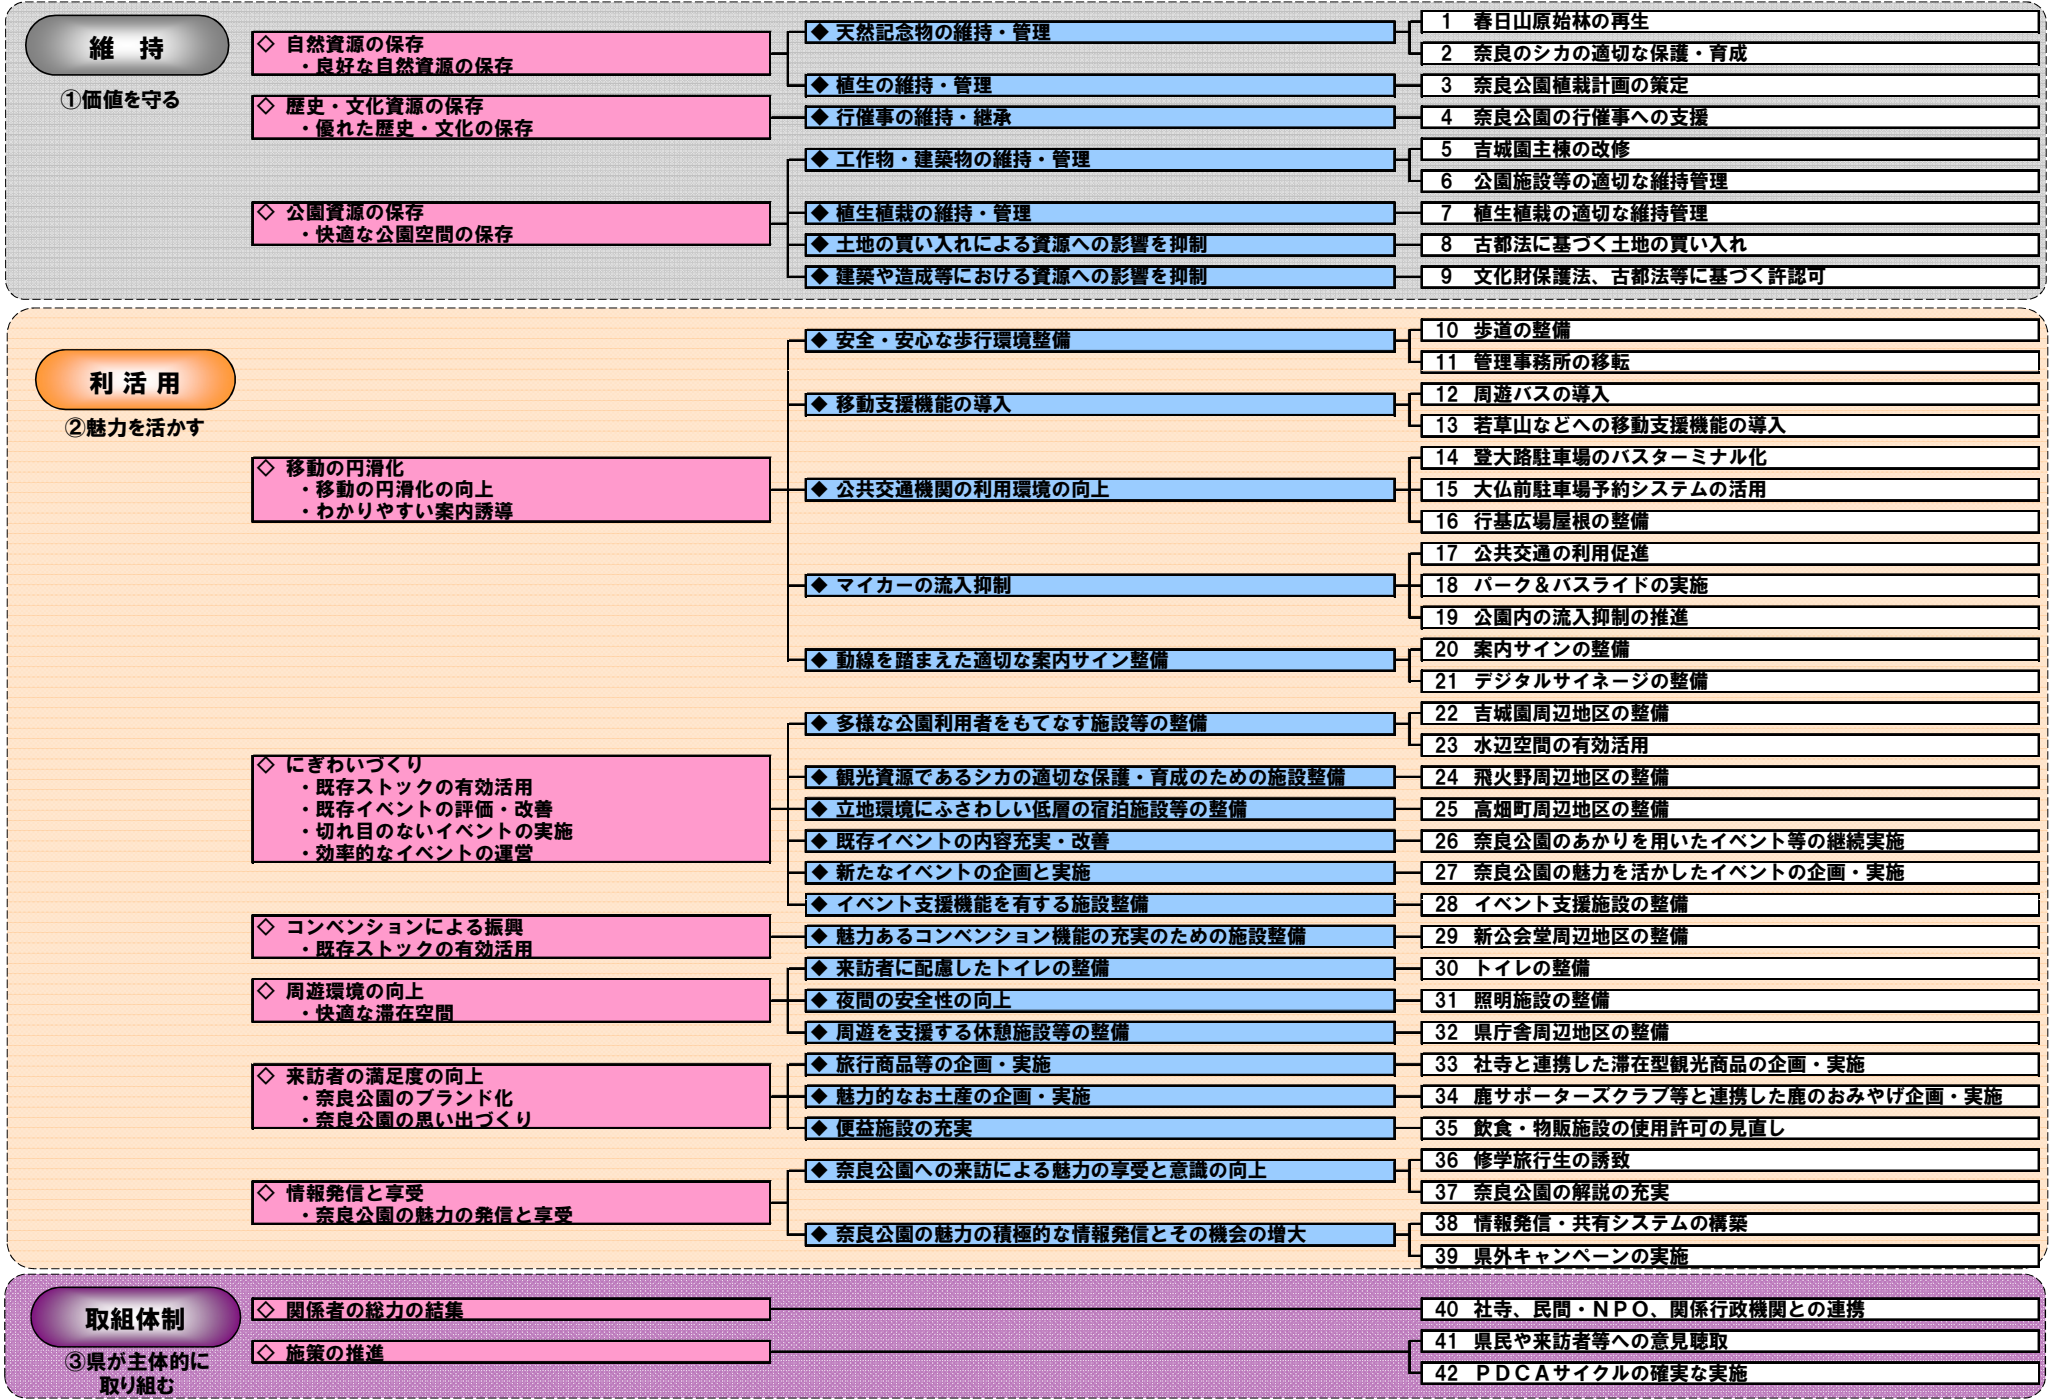 維 持
①価値を守る
◇ 自然資源の保存
・良好な自然資源の保存
◇ 歴史・文化資源の保存
・優れた歴史・文化の保存
◇ 公園資源の保存
・快適な公園空間の保存
◆ 天然記念物の維持・管理
◆ 植生の維持・管理
◆ 行催事の維持・継承
◆ 工作物・建築物の維持・管理
◆ 植生植栽の維持・管理
◆ 土地の買い入れによる資源への影響を抑制
◆ 建築や造成等における資源への影響を抑制
1 春日山原始林の再生
2 奈良のシカの適切な保護・育成
3 奈良公園植栽計画の策定
4 奈良公園の行催事への支援
5 吉城園主棟の改修
6 公園施設等の適切な維持管理
7 植生植栽の適切な維持管理
8 古都法に基づく土地の買い入れ
9 文化財保護法、古都法等に基づく許認可
利 活 用
②魅力を活かす
◇ 移動の円滑化
・移動の円滑化の向上
・わかりやすい案内誘導
◇ にぎわいづくり
・既存ストックの有効活用
・既存イベントの評価・改善
・切れ目のないイベントの実施
・効率的なイベントの運営
◇ コンベンションによる振興
・既存ストックの有効活用
◇ 周遊環境の向上
・快適な滞在空間
◇ 来訪者の満足度の向上
・奈良公園のブランド化
・奈良公園の思い出づくり
◇ 情報発信と享受
・奈良公園の魅力の発信と享受
◆ 安全・安心な歩行環境整備
◆ 移動支援機能の導入
◆ 公共交通機関の利用環境の向上
◆ マイカーの流入抑制
◆ 動線を踏まえた適切な案内サイン整備
◆ 多様な公園利用者をもてなす施設等の整備
◆ 観光資源であるシカの適切な保護・育成のための施設整備
◆ 立地環境にふさわしい低層の宿泊施設等の整備
◆ 既存イベントの内容充実・改善
◆ 新たなイベントの企画と実施
◆ イベント支援機能を有する施設整備
◆ 魅力あるコンベンション機能の充実のための施設整備
◆ 来訪者に配慮したトイレの整備
◆ 夜間の安全性の向上
◆ 周遊を支援する休憩施設等の整備
◆ 旅行商品等の企画・実施
◆ 魅力的なお土産の企画・実施
◆ 便益施設の充実
◆ 奈良公園への来訪による魅力の享受と意識の向上
◆ 奈良公園の魅力の積極的な情報発信とその機会の増大
10 歩道の整備
11 管理事務所の移転
12 周遊バスの導入
13 若草山などへの移動支援機能の導入
14 登大路駐車場のバスターミナル化
15 大仏前駐車場予約システムの活用
16 行基広場屋根の整備
17 公共交通の利用促進
18 パーク＆バスライドの実施
19 公園内の流入抑制の推進
20 案内サインの整備
21 デジタルサイネージの整備
22 吉城園周辺地区の整備
23 水辺空間の有効活用
24 飛火野周辺地区の整備
25 高畑町周辺地区の整備
26 奈良公園のあかりを用いたイベント等の継続実施
27 奈良公園の魅力を活かしたイベントの企画・実施
28 イベント支援施設の整備
29 新公会堂周辺地区の整備
30 トイレの整備
31 照明施設の整備
32 県庁舎周辺地区の整備
33 社寺と連携した滞在型観光商品の企画・実施
34 鹿サポーターズクラブ等と連携した鹿のおみやげ企画・実施
35 飲食・物販施設の使用許可の見直し
36 修学旅行生の誘致
37 奈良公園の解説の充実
38 情報発信・共有システムの構築
39 県外キャンペーンの実施
取組体制
③県が主体的に
取り組む
◇ 関係者の総力の結集
◇ 施策の推進
40 社寺、民間・ＮＰＯ、関係行政機関との連携
41 県民や来訪者等への意見聴取
42 ＰＤＣＡサイクルの確実な実施